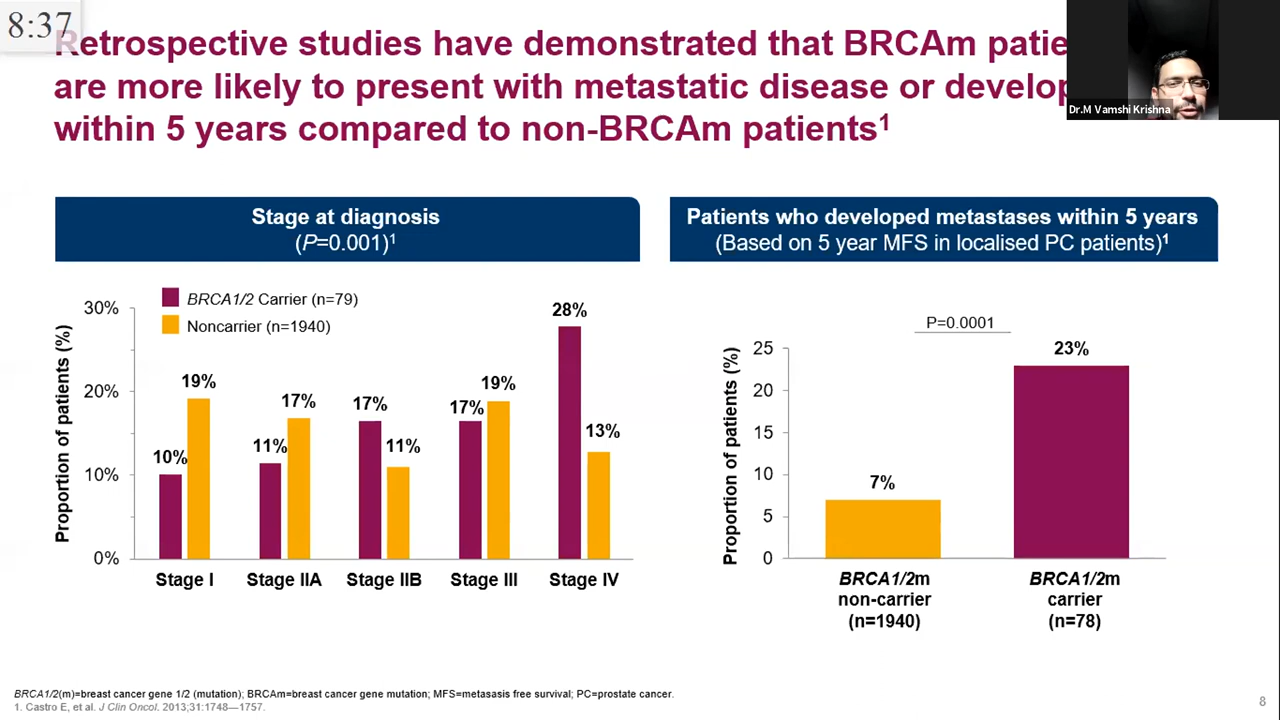 8:37
Retrospective studies have demonstrated that BRCAm
are more likely to present with metastatic disease or
within 5 years compared to non-BRCAm patients¹
Dr.M Vamshi Krishna
Stage at diagnosis
(P=0.001)¹
BRCA1/2 Carrier (n=79)
Noncarrier (n=1940)
Proportion of patients (%)
30%
20%
10%
0%
10%
19%
11%
17%
17%
11%
17%
19%
28%
13%
Stage I
Stage IIA
Stage IIB
Stage III
Stage IV
Patients who developed metastases within 5 years
(Based on 5 year MFS in localised PC patients)¹
P=0.0001
Proportion of patients (%)
25
20
15
10
5
0
7%
23%
BRCA1/2m
non-carrier
(n=1940)
BRCA1/2m
carrier
(n=78)
BRCA1/2(m)=breast cancer gene 1/2 (mutation); BRCAm=breast cancer gene mutation; MFS=metasasis free survival; PC=prostate cancer.
1. Castro E, et al. J Clin Oncol. 2013;31:1748—1757.
8